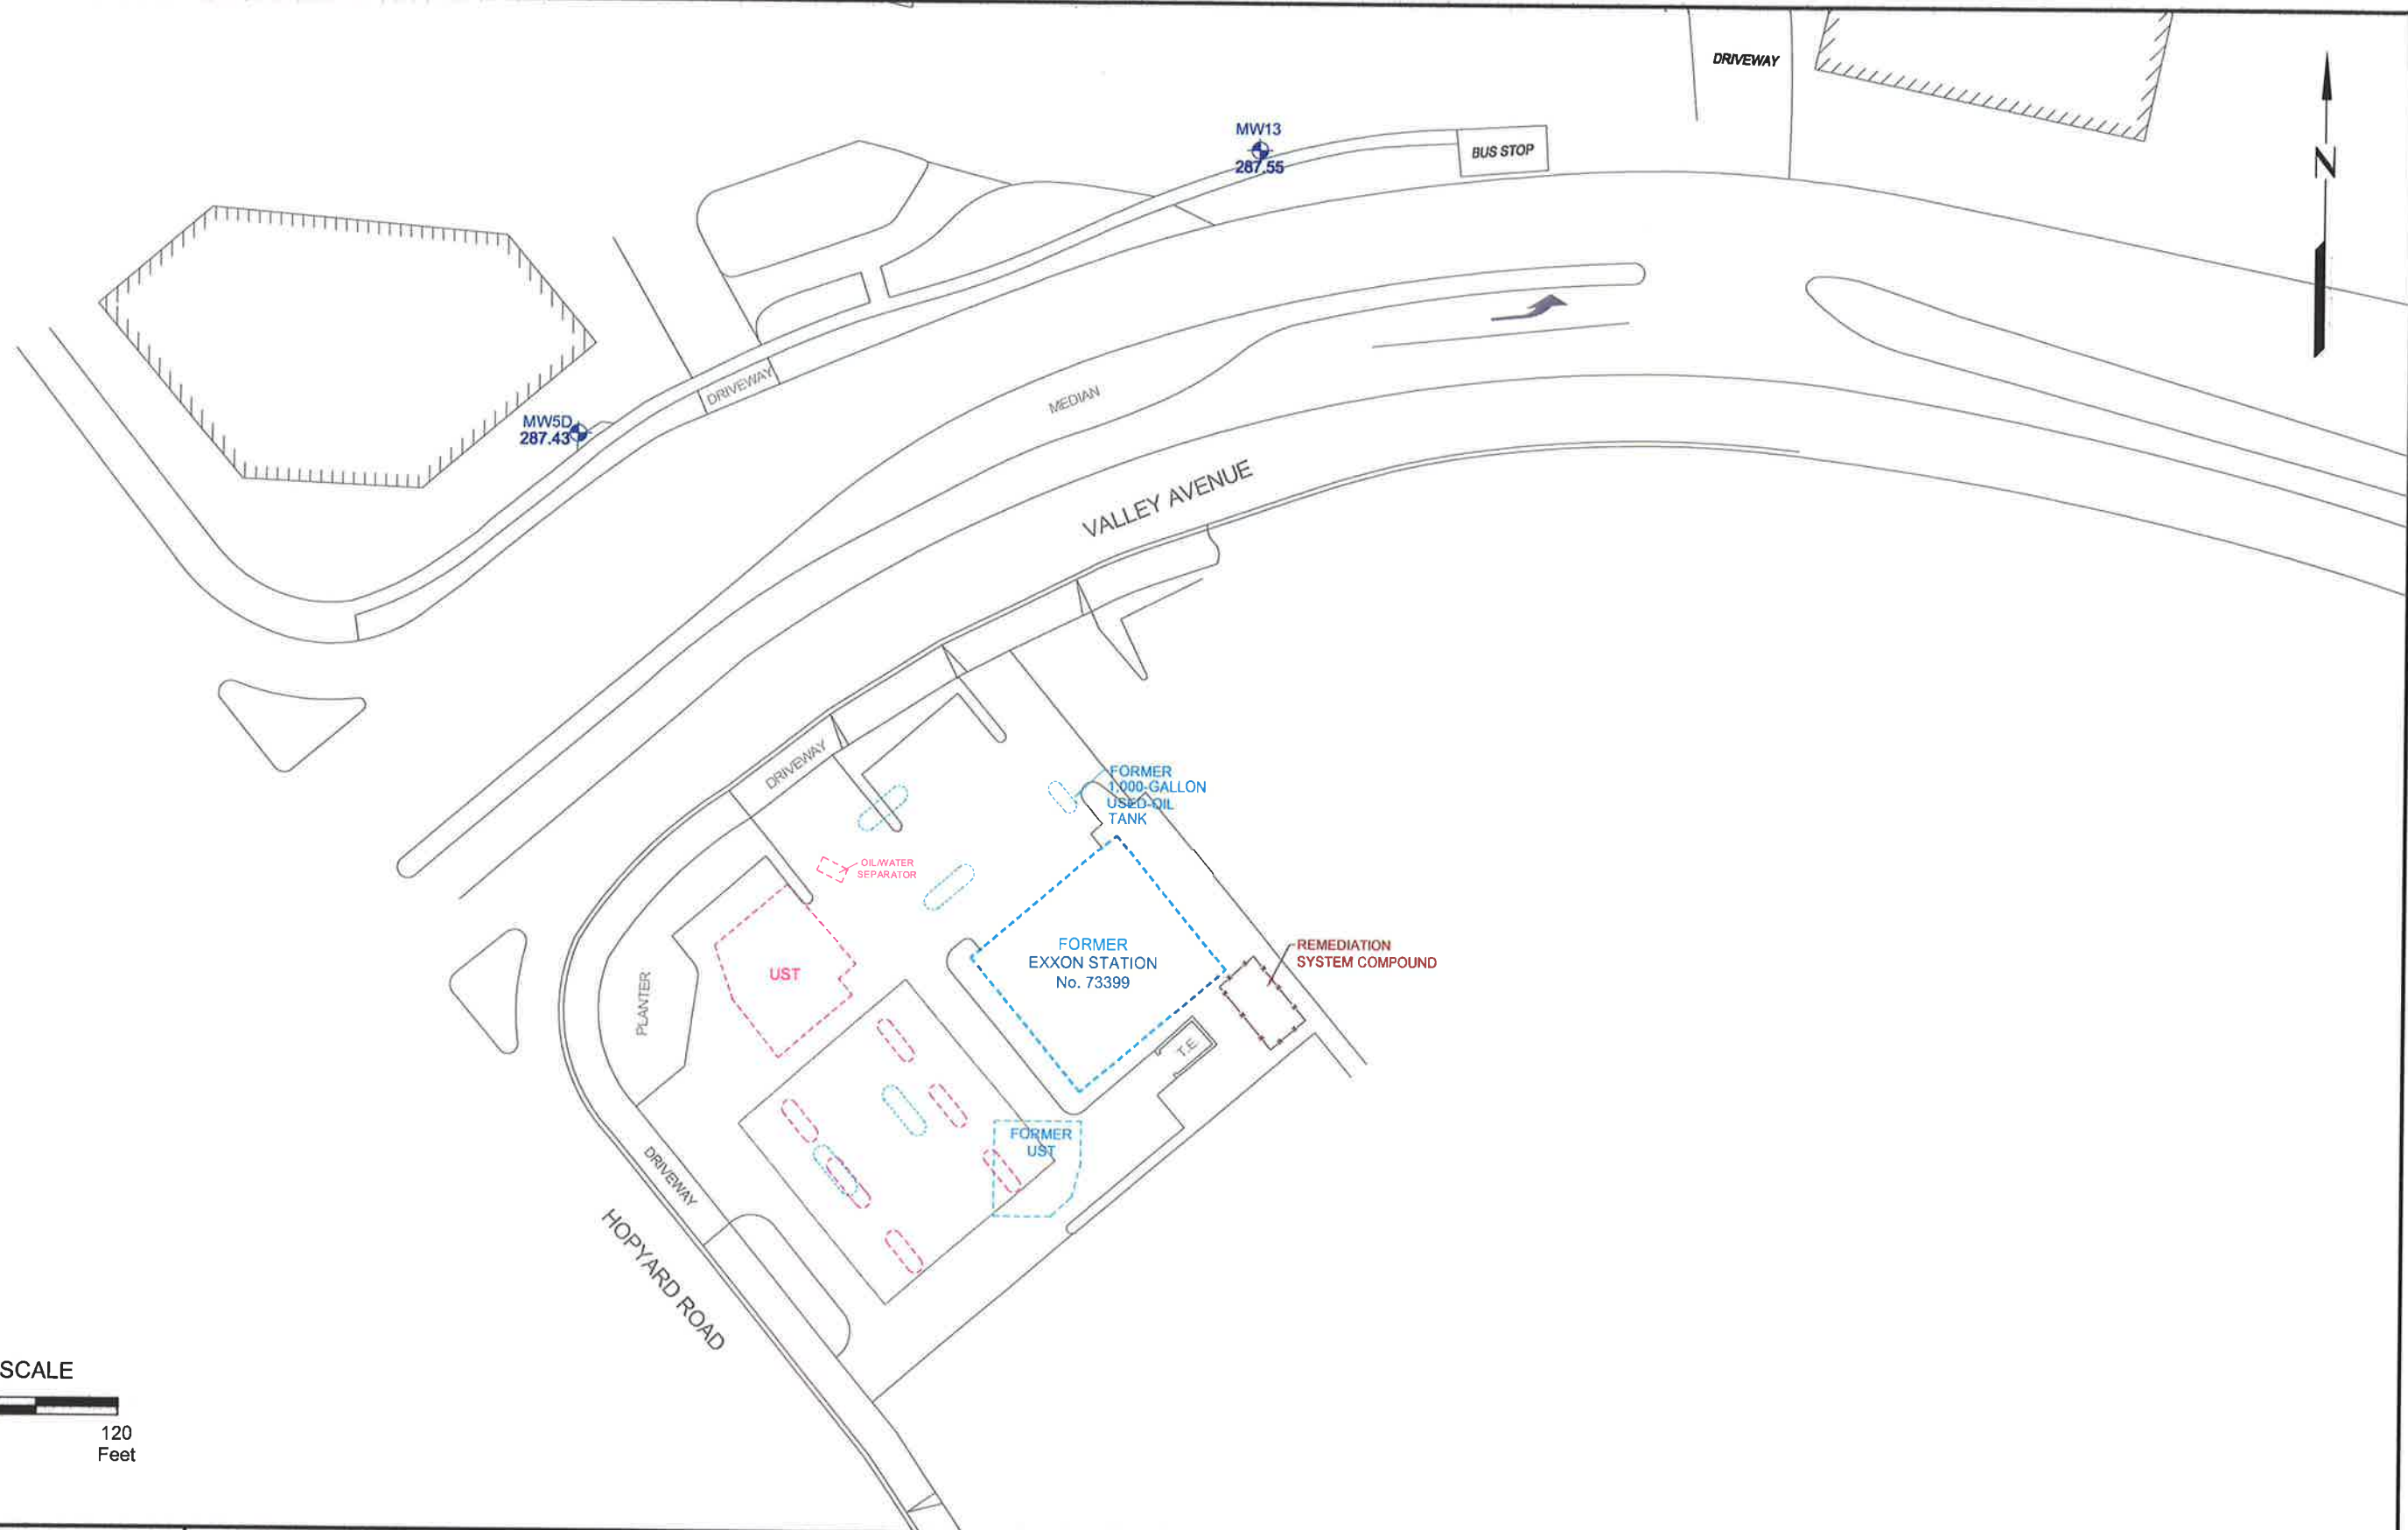 DRIVEWAY
MW13
287.55
BUS STOP
N
DRIVEWAY
MEDIAN
MW5D
287.43
VALLEY AVENUE
DRIVEWAY
FORMER
1,000-GALLON
USED-OIL
TANK
OIL/WATER
SEPARATOR
FORMER
EXXON STATION
No. 73399
REMEDIATION
SYSTEM COMPOUND
UST
PLANTER
T.E
FORMER
UST
DRIVEWAY
HOPYARD ROAD
SCALE
120
Feet